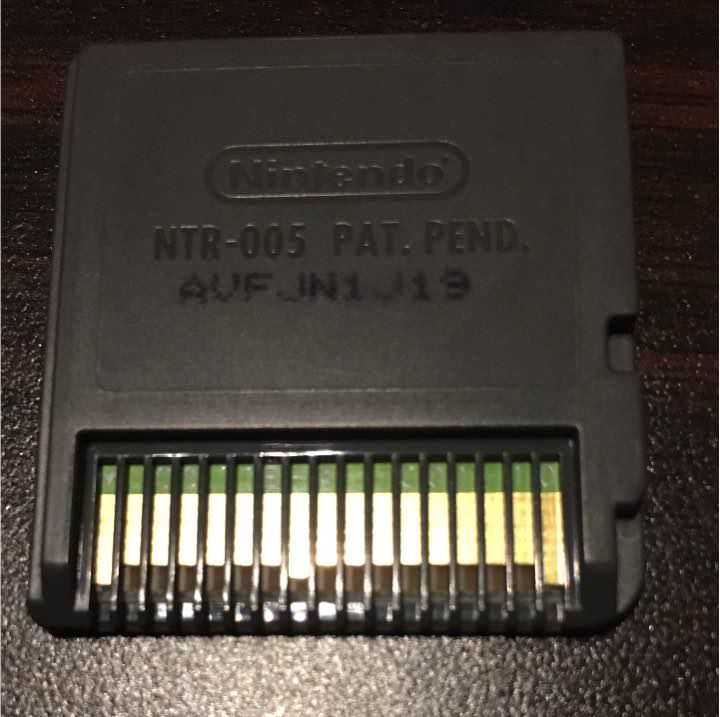 Nintendo
NTR-005 PAT. PEND.
AVFJN1J19